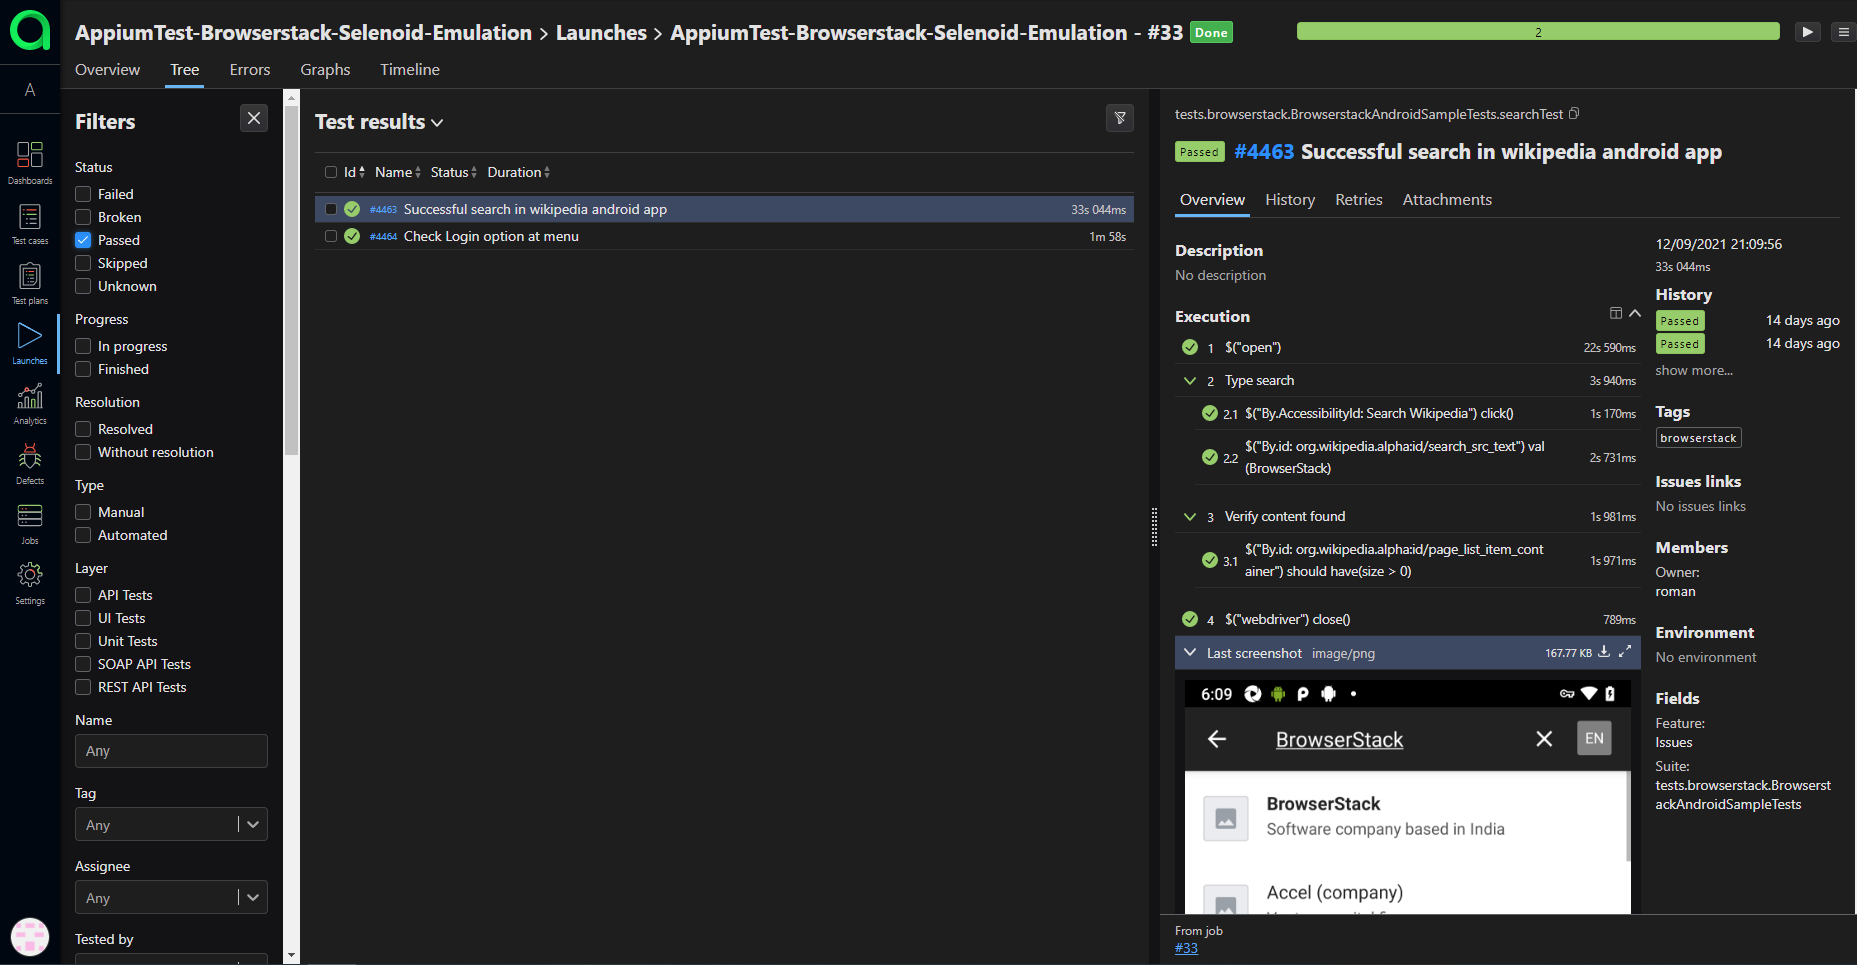 AppiumTest-Browserstack-Selenoid-Emulation > Launches > AppiumTest-Browserstack-Selenoid-Emulation - #33 Done
2
Overview Tree Errors Graphs Timeline
A
Dashboards
Test cases
Test plans
Launches
Analytics
Defects
Jobs
Settings
Filters
Status
Failed
Broken
Passed
Skipped
Unknown
Progress
In progress
Finished
Resolution
Resolved
Without resolution
Type
Manual
Automated
Layer
API Tests
UI Tests
Unit Tests
SOAP API Tests
REST API Tests
Name
Any
Tag
Any
Assignee
Any
Tested by
Test results
Id Name Status Duration
#4463 Successful search in wikipedia android app 33s 044ms
#4464 Check Login option at menu 1m 58s
tests.browserstack.BrowserstackAndroidSampleTests.searchTest
Passed #4463 Successful search in wikipedia android app
Overview History Retries Attachments
Description
No description
Execution
1 $("open") 22s 590ms
2 Type search 3s 940ms
2.1 $("By.AccessibilityId: Search Wikipedia") click() 1s 170ms
2.2 $("By.id: org.wikipedia.alpha:id/search_src_text") val
(BrowserStack) 2s 731ms
3 Verify content found 1s 981ms
3.1 $("By.id: org.wikipedia.alpha:id/page_list_item_cont
ainer") should have(size > 0) 1s 971ms
4 $("webdriver") close() 789ms
Last screenshot image/png 167.77 KB
6:09
BrowserStack EN
BrowserStack
Software company based in India
Accel (company)
From job
#33
12/09/2021 21:09:56
33s 044ms
History
Passed 14 days ago
Passed 14 days ago
show more...
Tags
browserstack
Issues links
No issues links
Members
Owner:
roman
Environment
No environment
Fields
Feature:
Issues
Suite:
tests.browserstack.Browserst
ackAndroidSampleTests